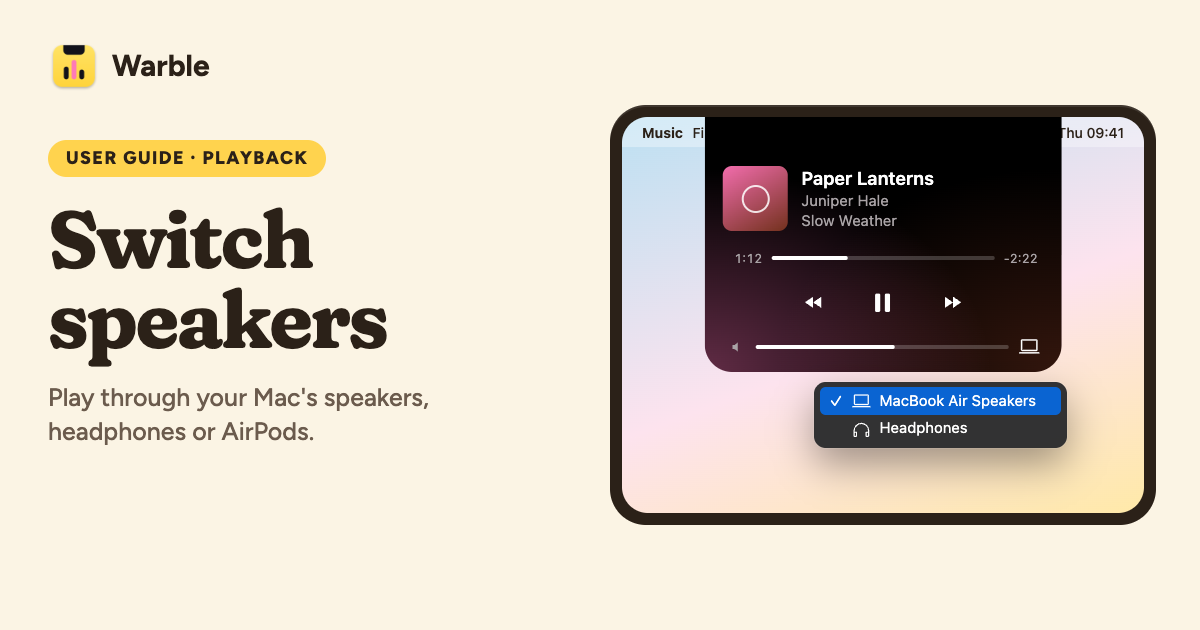 Warble
USER GUIDE · PLAYBACK
Switch
speakers
Play through your Mac's speakers,
headphones or AirPods.
Music Fi
Thu 09:41
Paper Lanterns
Juniper Hale
Slow Weather
1:12
-2:22
MacBook Air Speakers
Headphones